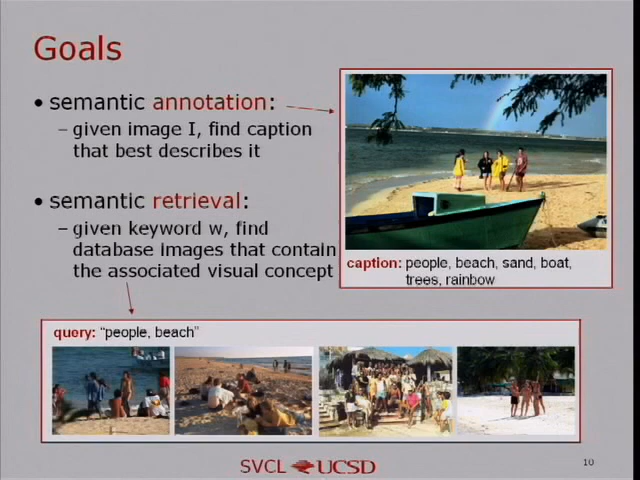 Goals
• semantic annotation:
– given image I, find caption
that best describes it
• semantic retrieval:
– given keyword w, find
database images that contain
the associated visual concept
caption: people, beach, sand, boat,
trees, rainbow
query: “people, beach”
SVCL UCSD
10